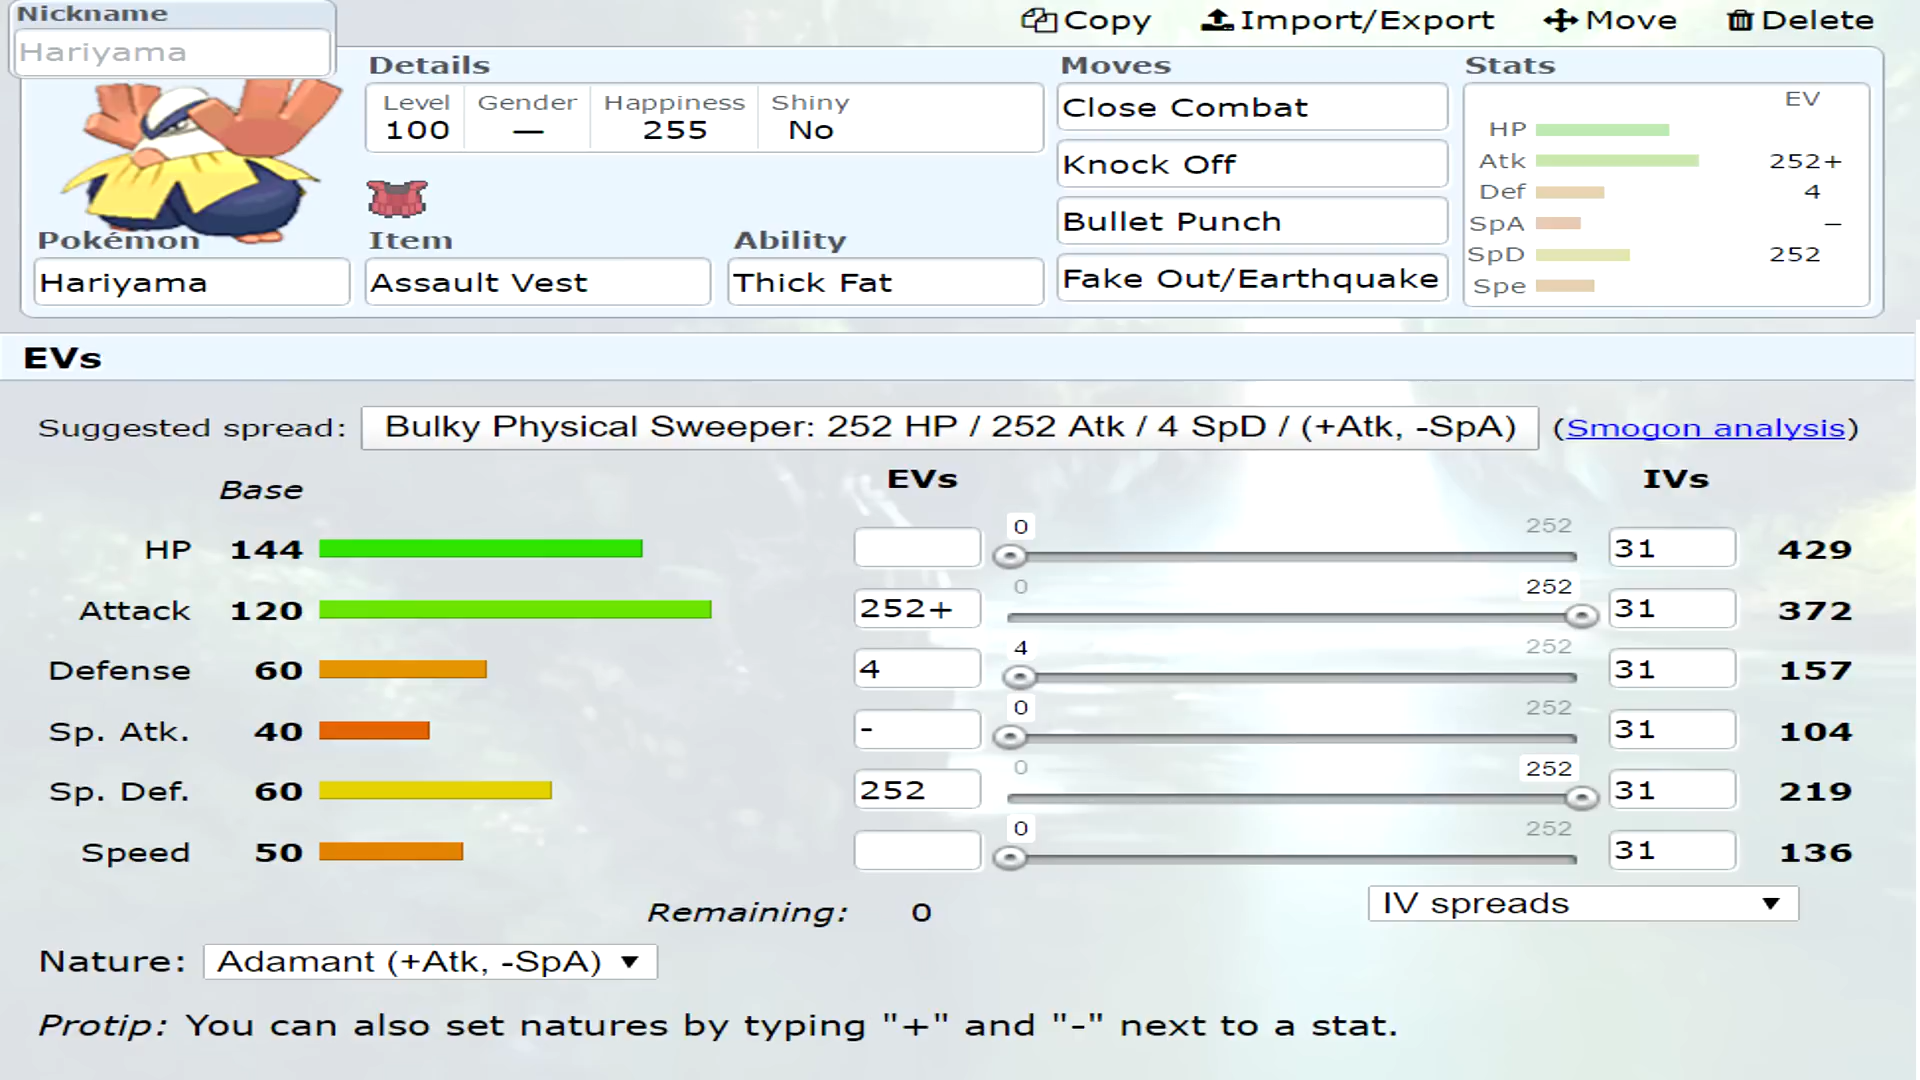 Nickname
Hariyama
Copy Import/Export Move Delete
Details
Level Gender Happiness Shiny
100 — 255 No
Pokémon
Hariyama
Item
Assault Vest
Ability
Thick Fat
Moves
Close Combat
Knock Off
Bullet Punch
Fake Out/Earthquake
Stats
EV
HP
Atk 252+
Def 4
SpA –
SpD 252
Spe
EVs
Suggested spread: Bulky Physical Sweeper: 252 HP / 252 Atk / 4 SpD / (+Atk, -SpA) (Smogon analysis)
Base EVs IVs
HP 144 0 252 31 429
Attack 120 252+ 0 252 31 372
Defense 60 4 4 252 31 157
Sp. Atk. 40 - 0 252 31 104
Sp. Def. 60 252 0 252 31 219
Speed 50 0 252 31 136
Remaining: 0
IV spreads ▼
Nature: Adamant (+Atk, -SpA) ▼
Protip: You can also set natures by typing "+" and "-" next to a stat.